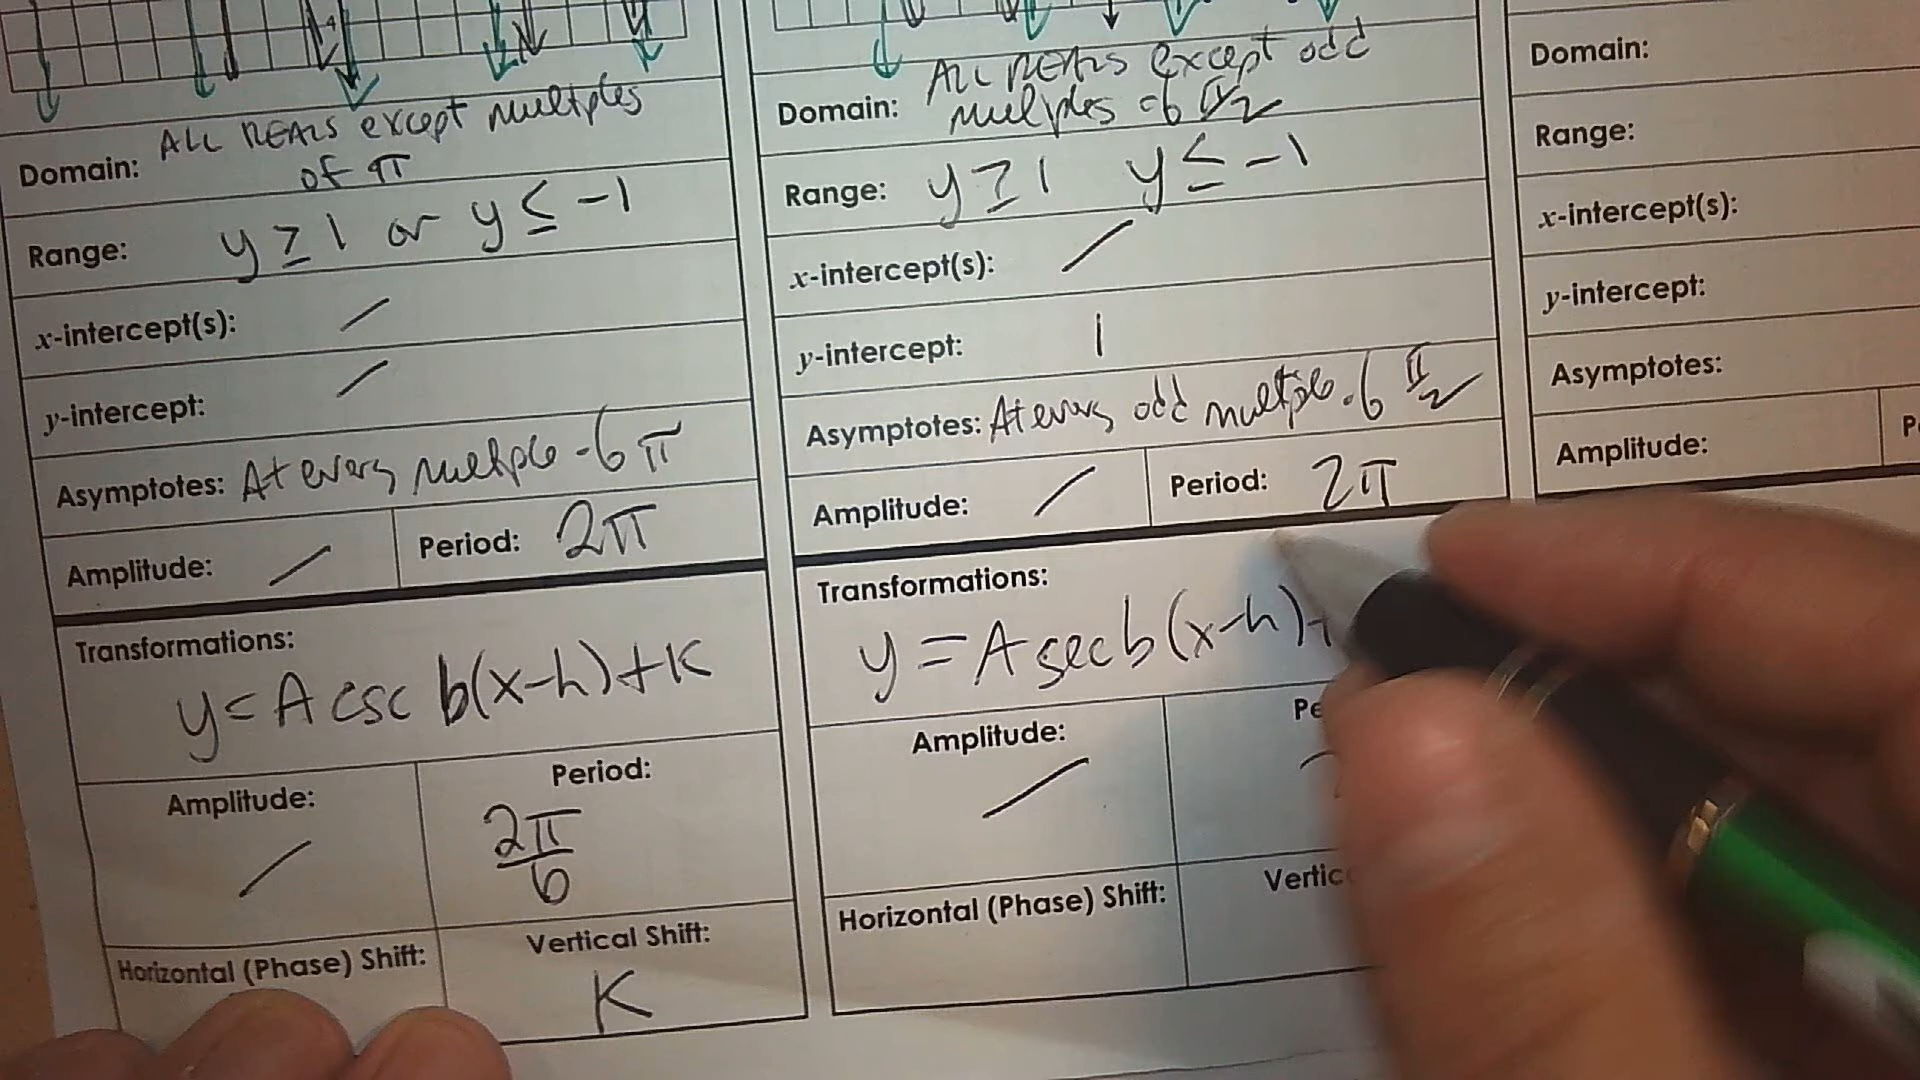 Domain: ALL REALS except multiples
of π
Range: y ≥ 1 or y ≤ -1
x-intercept(s): /
y-intercept: /
Asymptotes: At every multiple of π
Amplitude: / Period: 2π
Transformations:
y = A csc b(x-h)+K
Amplitude: /
Period:
2π
b
Horizontal (Phase) Shift:
Vertical Shift:
K
Domain: ALL REALS except odd
multiples of π/2
Range: y ≥ 1 y ≤ -1
x-intercept(s): /
y-intercept: 1
Asymptotes: At every odd multiple of π/2
Amplitude: / Period: 2π
Transformations:
y = A sec b(x-h)+
Amplitude: /
Pe
Horizontal (Phase) Shift:
Vertic
Domain:
Range:
x-intercept(s):
y-intercept:
Asymptotes:
Amplitude: P